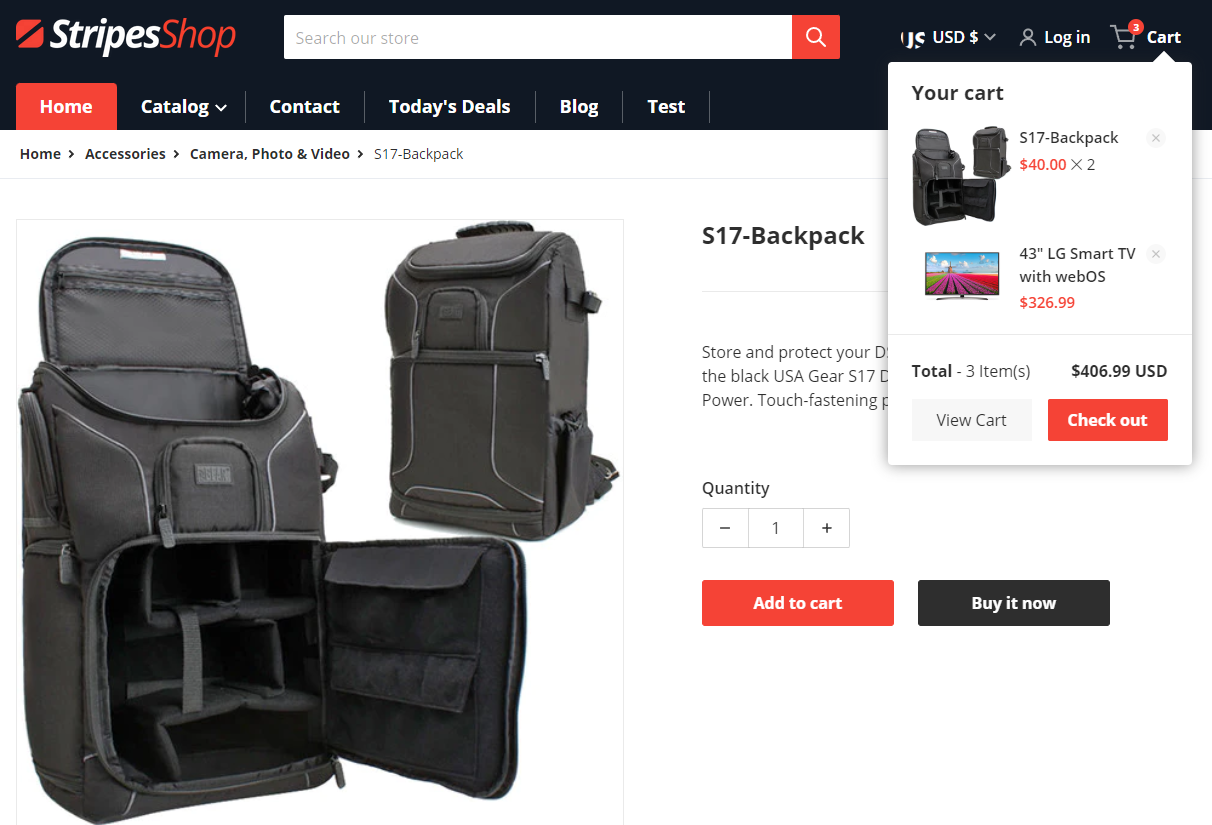 StripesShop
Search our store
USD $
Log in
3
Cart
Home
Catalog
Contact
Today's Deals
Blog
Test
Home > Accessories > Camera, Photo & Video > S17-Backpack
Your cart
S17-Backpack
$40.00 × 2
43" LG Smart TV
with webOS
$326.99
Total - 3 Item(s) $406.99 USD
View Cart
Check out
S17-Backpack
Store and protect your
the black USA Gear S17
Power. Touch-fastening
Quantity
− 1 +
Add to cart
Buy it now